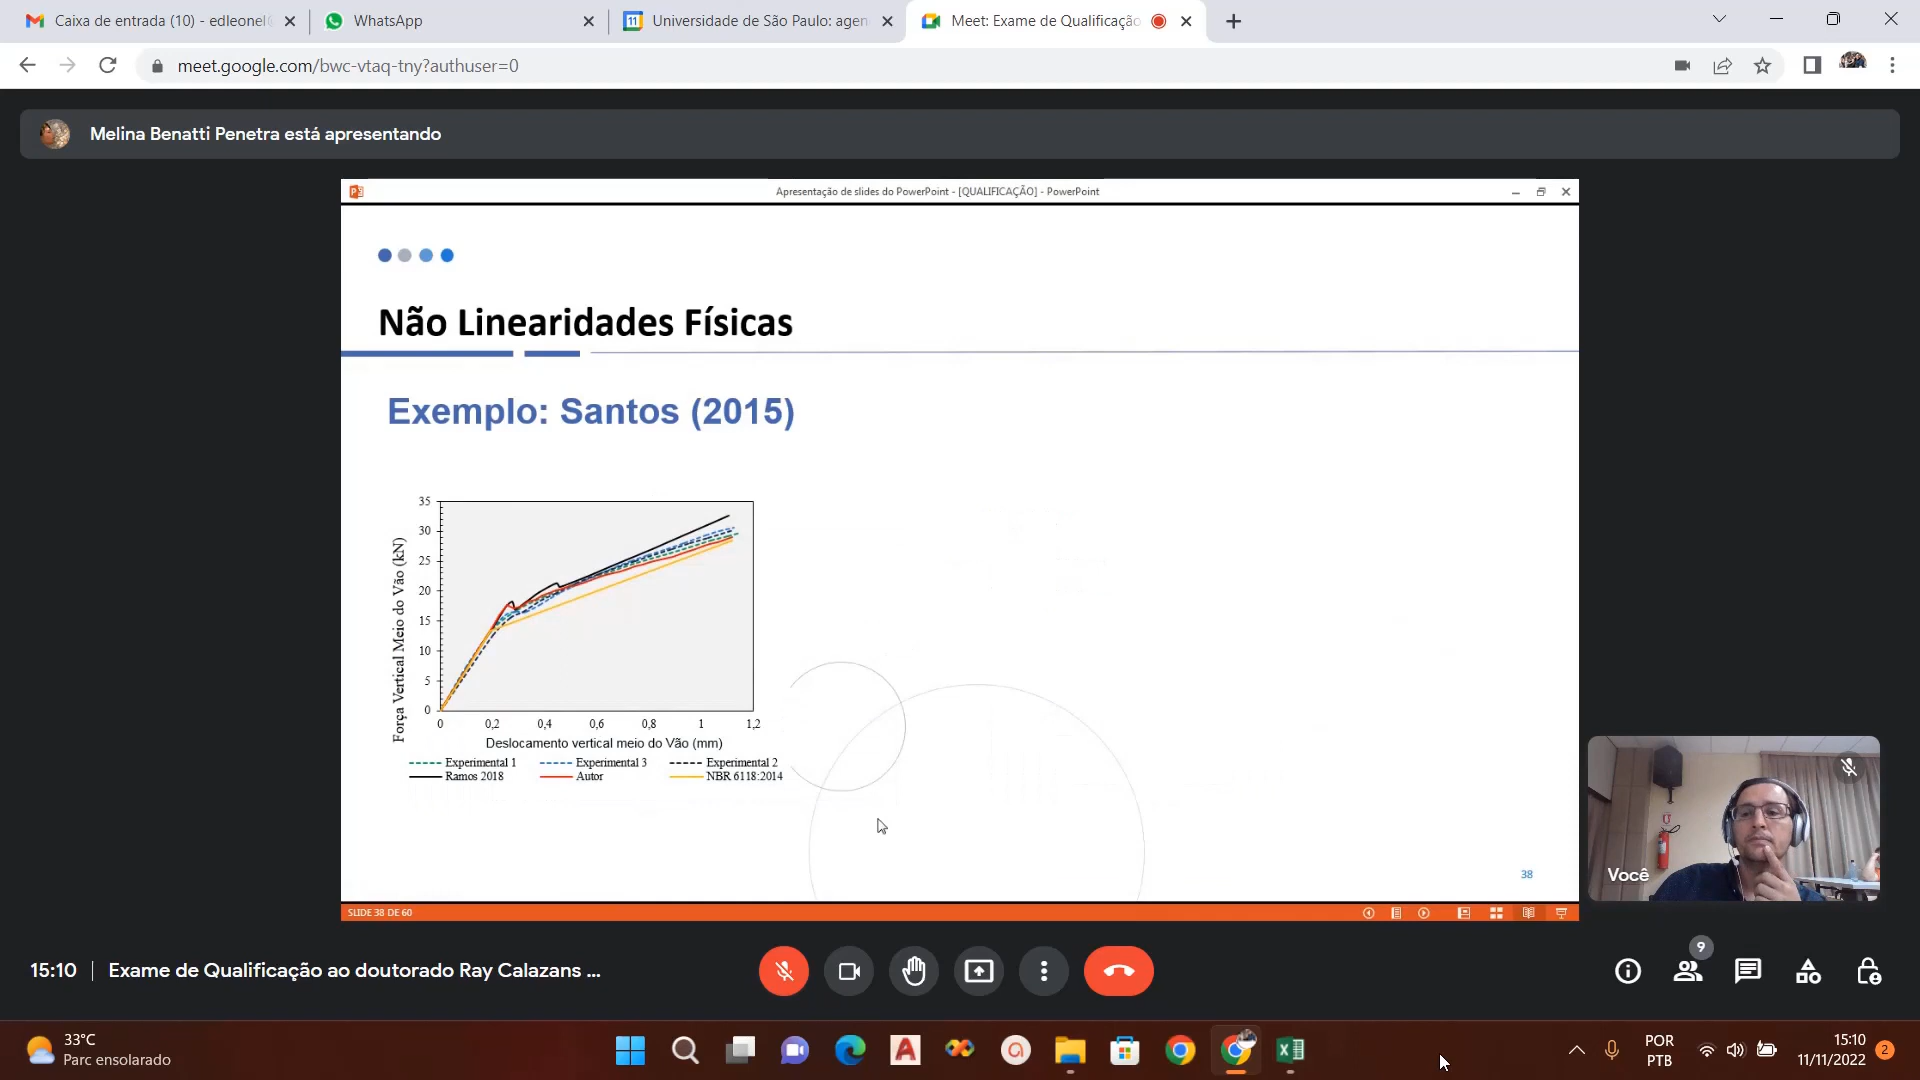 Caixa de entrada (10) - edleonel
WhatsApp
Universidade de São Paulo: agen
Meet: Exame de Qualificação
meet.google.com/bwc-vtaq-tny?authuser=0
Melina Benatti Penetra está apresentando
Apresentação de slides do PowerPoint - [QUALIFICAÇÃO] - PowerPoint
Não Linearidades Físicas
Exemplo: Santos (2015)
Força Vertical Meio do Vão (kN)
35
30
25
20
15
10
5
0
0 0,2 0,4 0,6 0,8 1 1,2
Deslocamento vertical meio do Vão (mm)
Experimental 1 Experimental 3 Experimental 2
Ramos 2018 Autor NBR 6118:2014
38
SLIDE 38 DE 60
Você
15:10 Exame de Qualificação ao doutorado Ray Calazans ...
9
33°C
Parc ensolarado
POR
PTB
15:10
11/11/2022
2